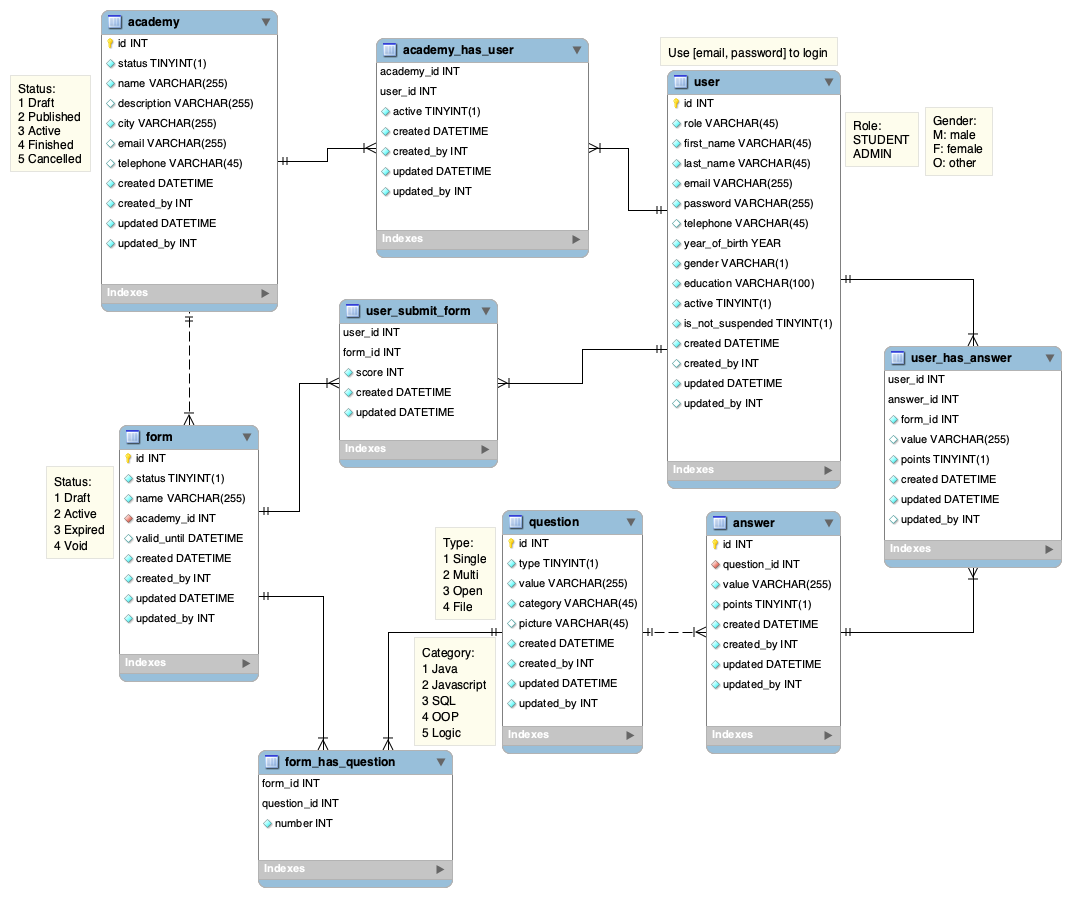 academy
id INT
status TINYINT(1)
name VARCHAR(255)
description VARCHAR(255)
city VARCHAR(255)
email VARCHAR(255)
telephone VARCHAR(45)
created DATETIME
created_by INT
updated DATETIME
updated_by INT
Indexes
Status:
1 Draft
2 Published
3 Active
4 Finished
5 Cancelled
academy_has_user
academy_id INT
user_id INT
active TINYINT(1)
created DATETIME
created_by INT
updated DATETIME
updated_by INT
Indexes
Use [email, password] to login
user
id INT
role VARCHAR(45)
first_name VARCHAR(45)
last_name VARCHAR(45)
email VARCHAR(255)
password VARCHAR(255)
telephone VARCHAR(45)
year_of_birth YEAR
gender VARCHAR(1)
education VARCHAR(100)
active TINYINT(1)
is_not_suspended TINYINT(1)
created DATETIME
created_by INT
updated DATETIME
updated_by INT
Indexes
Role:
STUDENT
ADMIN
Gender:
M: male
F: female
O: other
user_submit_form
user_id INT
form_id INT
score INT
created DATETIME
updated DATETIME
Indexes
user_has_answer
user_id INT
answer_id INT
form_id INT
value VARCHAR(255)
points TINYINT(1)
created DATETIME
updated DATETIME
updated_by INT
Indexes
form
id INT
status TINYINT(1)
name VARCHAR(255)
academy_id INT
valid_until DATETIME
created DATETIME
created_by INT
updated DATETIME
updated_by INT
Indexes
Status:
1 Draft
2 Active
3 Expired
4 Void
Type:
1 Single
2 Multi
3 Open
4 File
Category:
1 Java
2 Javascript
3 SQL
4 OOP
5 Logic
question
id INT
type TINYINT(1)
value VARCHAR(255)
category VARCHAR(45)
picture VARCHAR(45)
created DATETIME
created_by INT
updated DATETIME
updated_by INT
Indexes
answer
id INT
question_id INT
value VARCHAR(255)
points TINYINT(1)
created DATETIME
created_by INT
updated DATETIME
updated_by INT
Indexes
form_has_question
form_id INT
question_id INT
number INT
Indexes